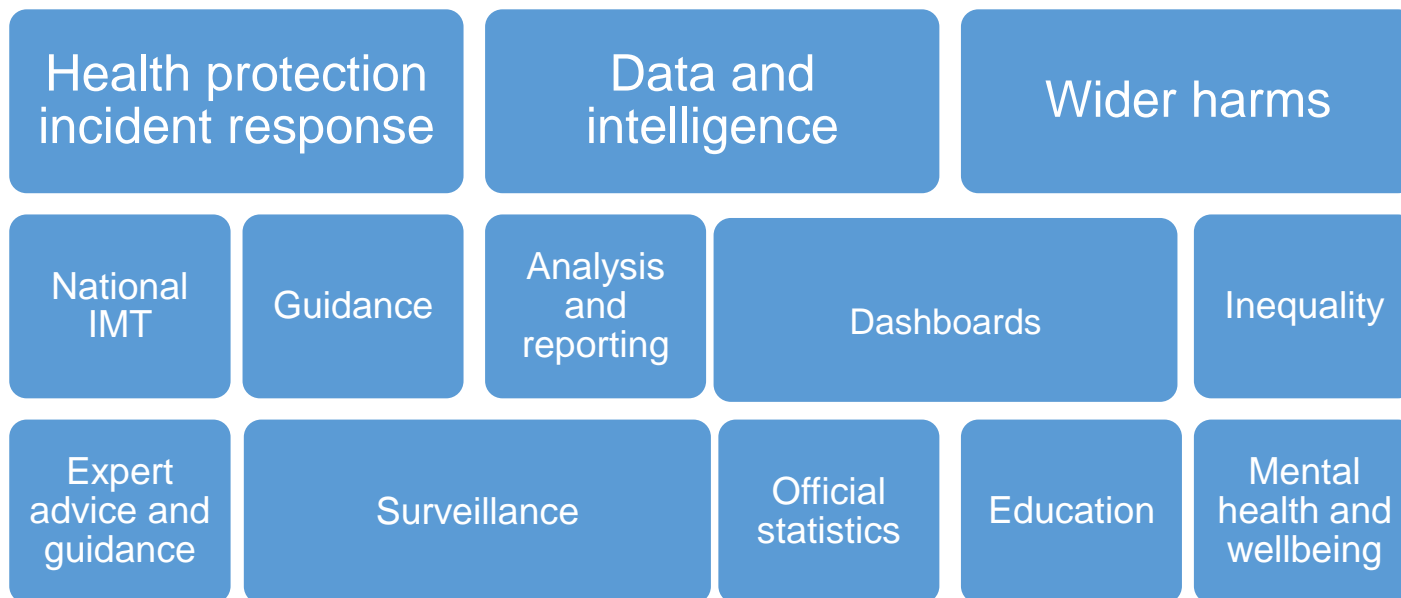 Health protection
incident response
Data and
intelligence
Wider harms
National
IMT
Guidance
Analysis
and
reporting
Dashboards
Inequality
Expert
advice and
guidance
Surveillance
Official
statistics
Education
Mental
health and
wellbeing